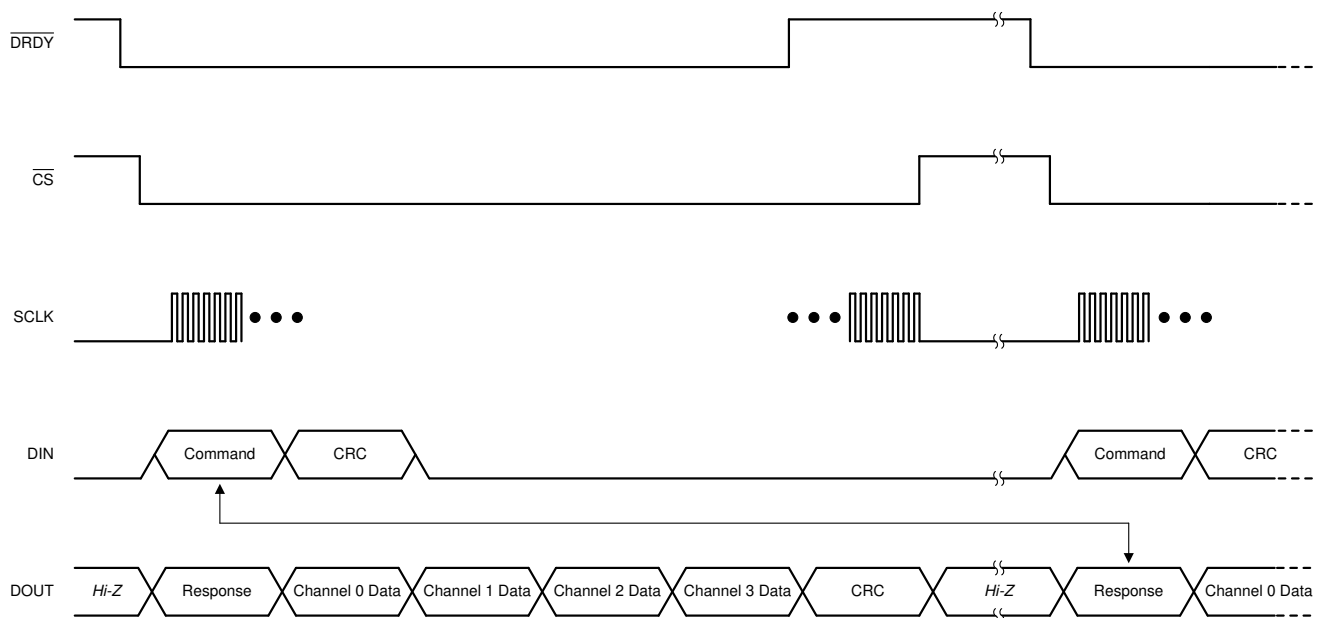 DRDY
CS
SCLK
DIN
Command
CRC
Command
CRC
DOUT
Hi-Z
Response
Channel 0 Data
Channel 1 Data
Channel 2 Data
Channel 3 Data
CRC
Hi-Z
Response
Channel 0 Data